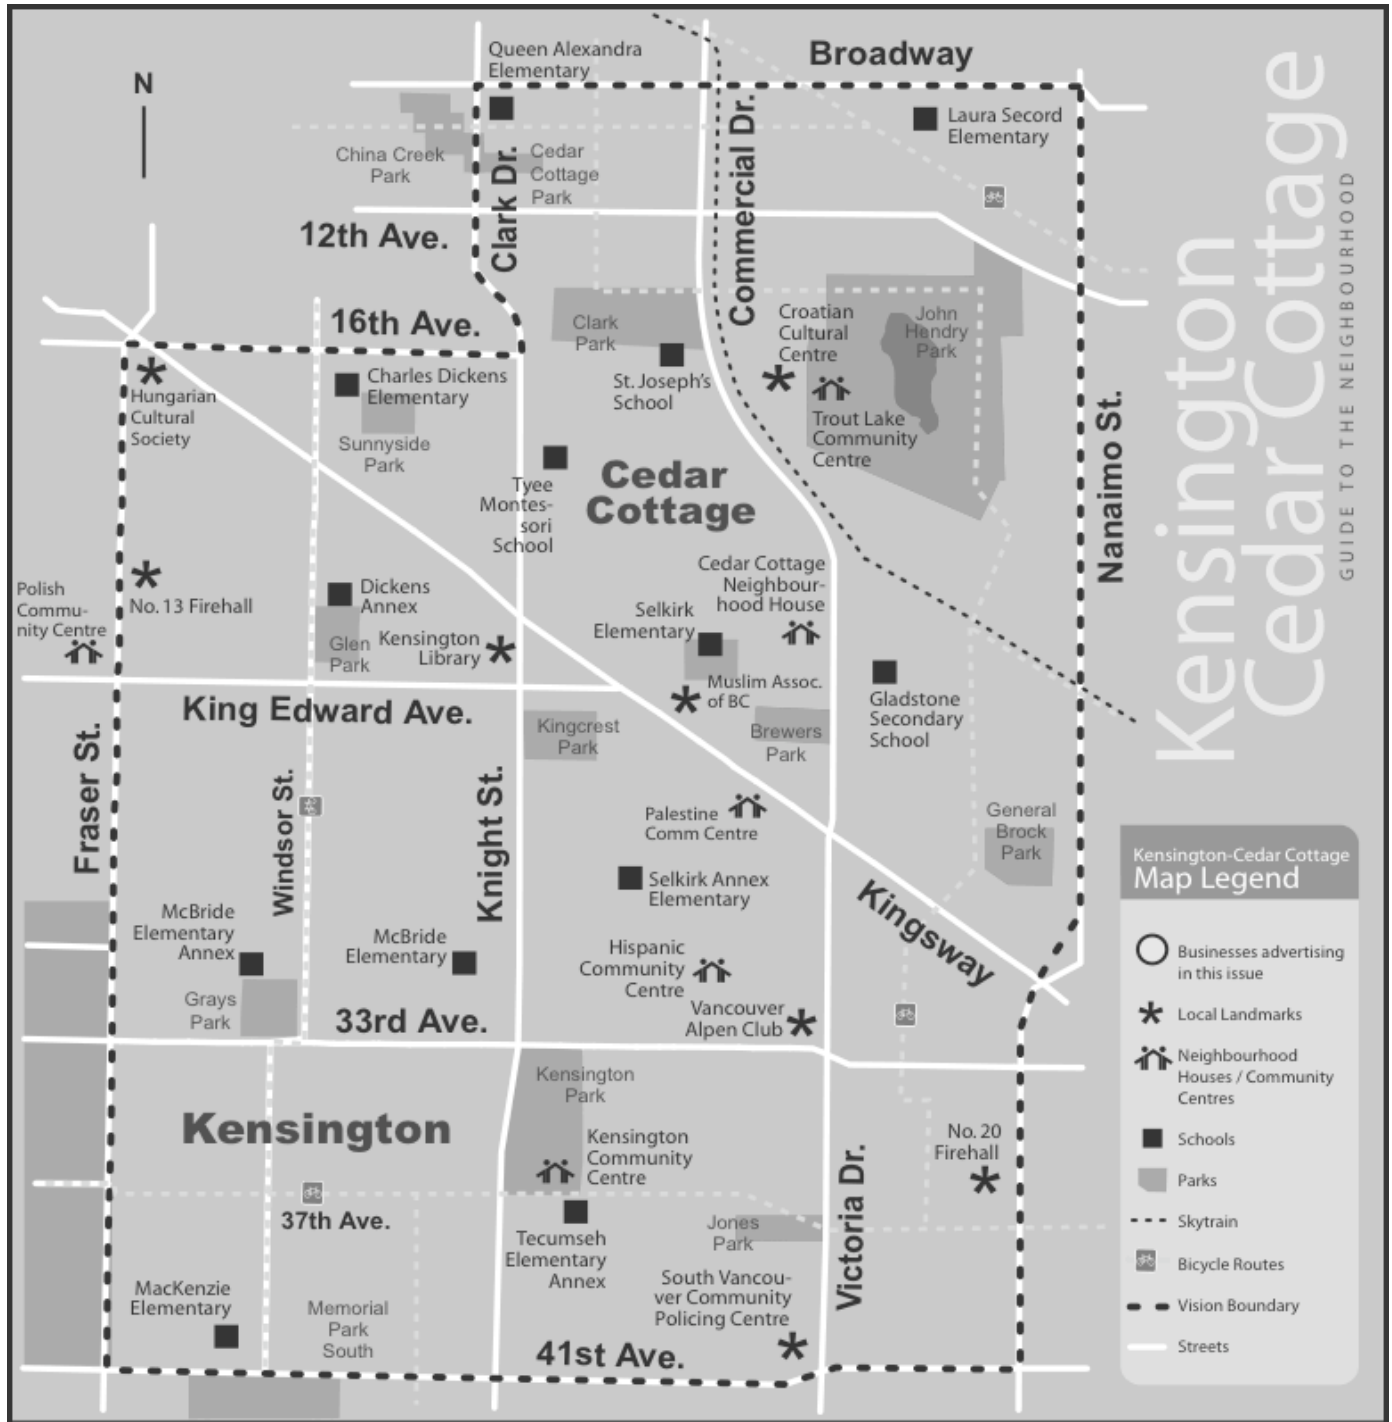 Queen Alexandra
Elementary
Broadway
N
Laura Secord
Elementary
China Creek
Park
Clark Dr.
Cedar
Cottage
Park
Commercial Dr.
12th Ave.
16th Ave.
Clark
Park
Croatian
Cultural
Centre
John
Hendry
Park
Hungarian
Cultural
Society
Charles Dickens
Elementary
St. Joseph's
School
Trout Lake
Community
Centre
Sunnyside
Park
Nanaimo St.
Tyee
Montes-
sori
School
Cedar
Cottage
Cedar Cottage
Neighbour-
hood House
Polish
Commu-
nity Centre
No. 13 Firehall
Dickens
Annex
Glen
Park
Kensington
Library
Selkirk
Elementary
Muslim Assoc.
of BC
Gladstone
Secondary
School
King Edward Ave.
Kingcrest
Park
Brewers
Park
Fraser St.
Windsor St.
Knight St.
Palestine
Comm Centre
General
Brock
Park
Selkirk Annex
Elementary
Kingsway
McBride
Elementary
Annex
McBride
Elementary
Hispanic
Community
Centre
Grays
Park
Vancouver
Alpen Club
33rd Ave.
Kensington
Park
Kensington
Kensington
Community
Centre
No. 20
Firehall
37th Ave.
Tecumseh
Elementary
Annex
Jones
Park
Victoria Dr.
MacKenzie
Elementary
Memorial
Park
South
South Vancou-
ver Community
Policing Centre
41st Ave.
Kensington
Cedar Cottage
GUIDE TO THE NEIGHBOURHOOD
Kensington-Cedar Cottage
Map Legend
Businesses advertising
in this issue
Local Landmarks
Neighbourhood
Houses / Community
Centres
Schools
Parks
Skytrain
Bicycle Routes
Vision Boundary
Streets